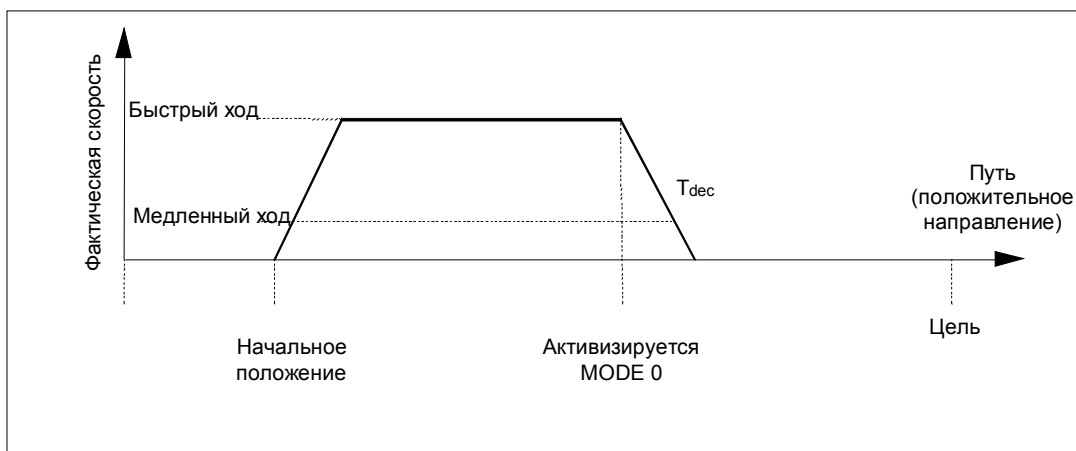 Фактическая скорость
Быстрый ход
Медленный ход
Tdec
Путь
(положительное
направление)
Начальное
положение
Активизируется
MODE 0
Цель